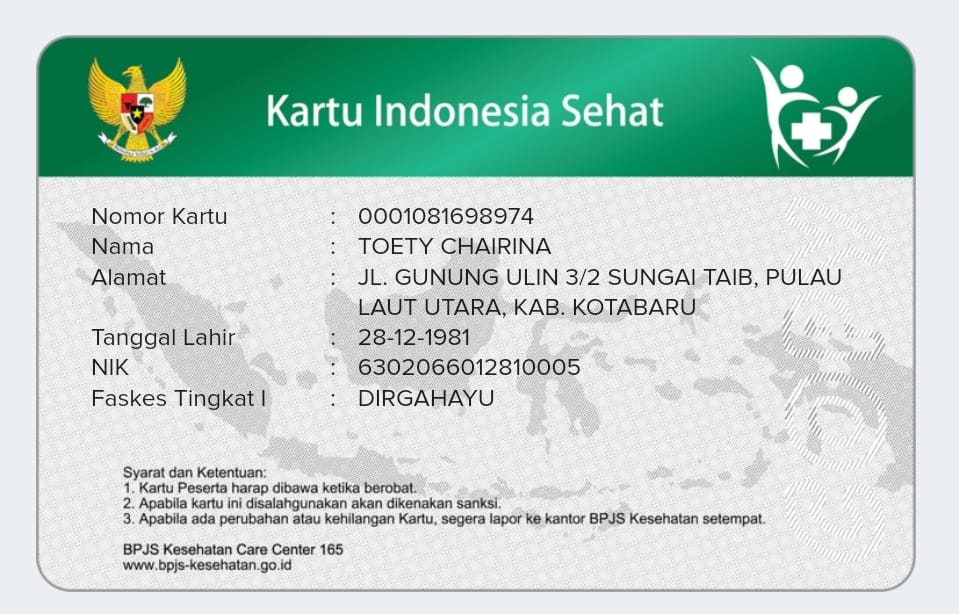 Kartu Indonesia Sehat
Nomor Kartu : 0001081698974
Nama : TOETY CHAIRINA
Alamat : JL. GUNUNG ULIN 3/2 SUNGAI TAIB, PULAU
LAUT UTARA, KAB. KOTABARU
Tanggal Lahir : 28-12-1981
NIK : 6302066012810005
Faskes Tingkat I : DIRGAHAYU
Syarat dan Ketentuan:
1. Kartu Peserta harap dibawa ketika berobat.
2. Apabila kartu ini disalahgunakan akan dikenakan sanksi.
3. Apabila ada perubahan atau kehilangan Kartu, segera lapor ke kantor BPJS Kesehatan setempat.
BPJS Kesehatan Care Center 165
www.bpjs-kesehatan.go.id